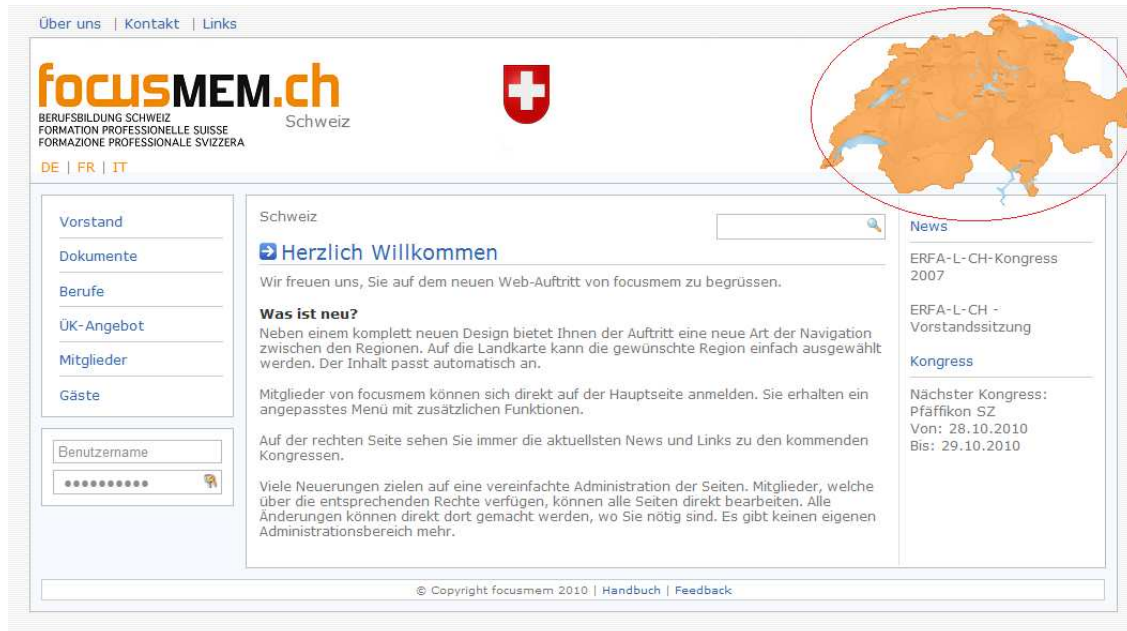 Über uns | Kontakt | Links
focusMEM.ch
BERUFSBILDUNG SCHWEIZ
FORMATION PROFESSIONELLE SUISSE
FORMAZIONE PROFESSIONALE SVIZZERA
Schweiz
DE | FR | IT
Vorstand
Dokumente
Berufe
ÜK-Angebot
Mitglieder
Gäste
Benutzername
Schweiz
Herzlich Willkommen
Wir freuen uns, Sie auf dem neuen Web-Auftritt von focusmem zu begrüssen.
Was ist neu?
Neben einem komplett neuen Design bietet Ihnen der Auftritt eine neue Art der Navigation
zwischen den Regionen. Auf die Landkarte kann die gewünschte Region einfach ausgewählt
werden. Der Inhalt passt automatisch an.
Mitglieder von focusmem können sich direkt auf der Hauptseite anmelden. Sie erhalten ein
angepasstes Menü mit zusätzlichen Funktionen.
Auf der rechten Seite sehen Sie immer die aktuellsten News und Links zu den kommenden
Kongressen.
Viele Neuerungen zielen auf eine vereinfachte Administration der Seiten. Mitglieder, welche
über die entsprechenden Rechte verfügen, können alle Seiten direkt bearbeiten. Alle
Änderungen können direkt dort gemacht werden, wo Sie nötig sind. Es gibt keinen eigenen
Administrationsbereich mehr.
News
ERFA-L-CH-Kongress
2007
ERFA-L-CH -
Vorstandssitzung
Kongress
Nächster Kongress:
Pfäffikon SZ
Von: 28.10.2010
Bis: 29.10.2010
© Copyright focusmem 2010 | Handbuch | Feedback